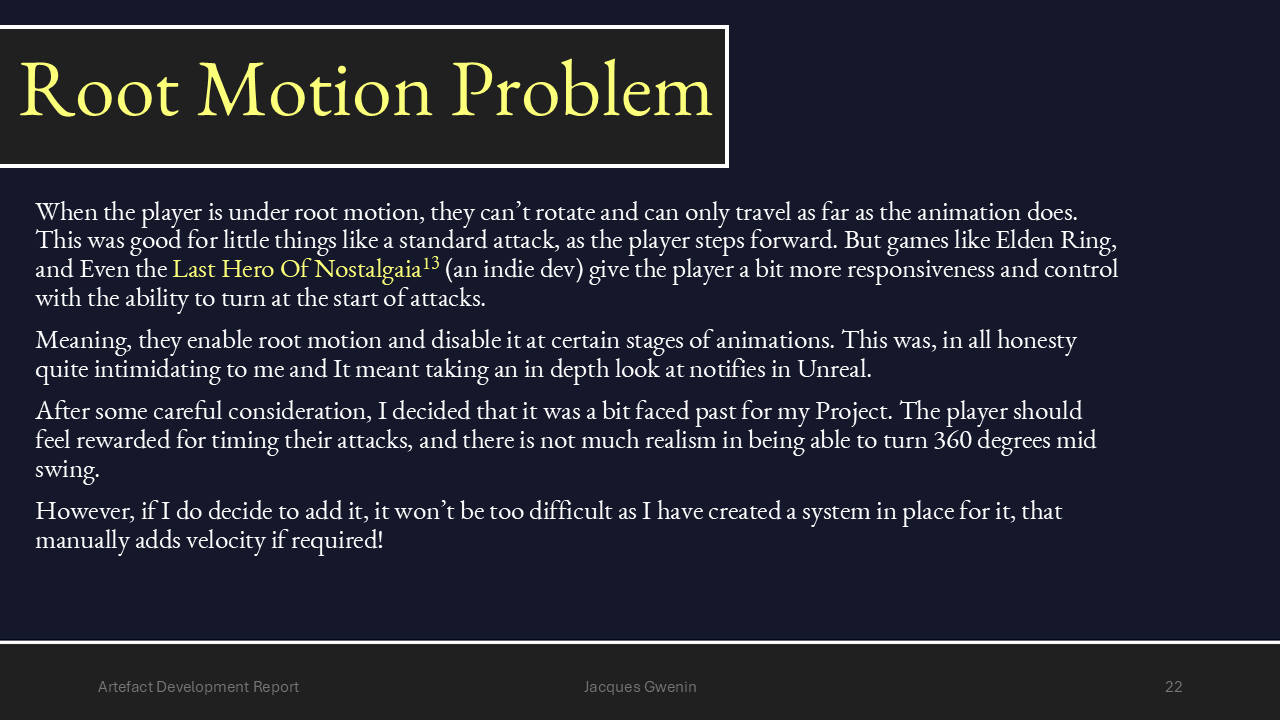 Root Motion Problem
When the player is under root motion, they can’t rotate and can only travel as far as the animation does.
This was good for little things like a standard attack, as the player steps forward. But games like Elden Ring,
and Even the Last Hero Of Nostalgaia¹³ (an indie dev) give the player a bit more responsiveness and control
with the ability to turn at the start of attacks.
Meaning, they enable root motion and disable it at certain stages of animations. This was, in all honesty
quite intimidating to me and It meant taking an in depth look at notifies in Unreal.
After some careful consideration, I decided that it was a bit faced past for my Project. The player should
feel rewarded for timing their attacks, and there is not much realism in being able to turn 360 degrees mid
swing.
However, if I do decide to add it, it won’t be too difficult as I have created a system in place for it, that
manually adds velocity if required!
Artefact Development Report
Jacques Gwenin
22